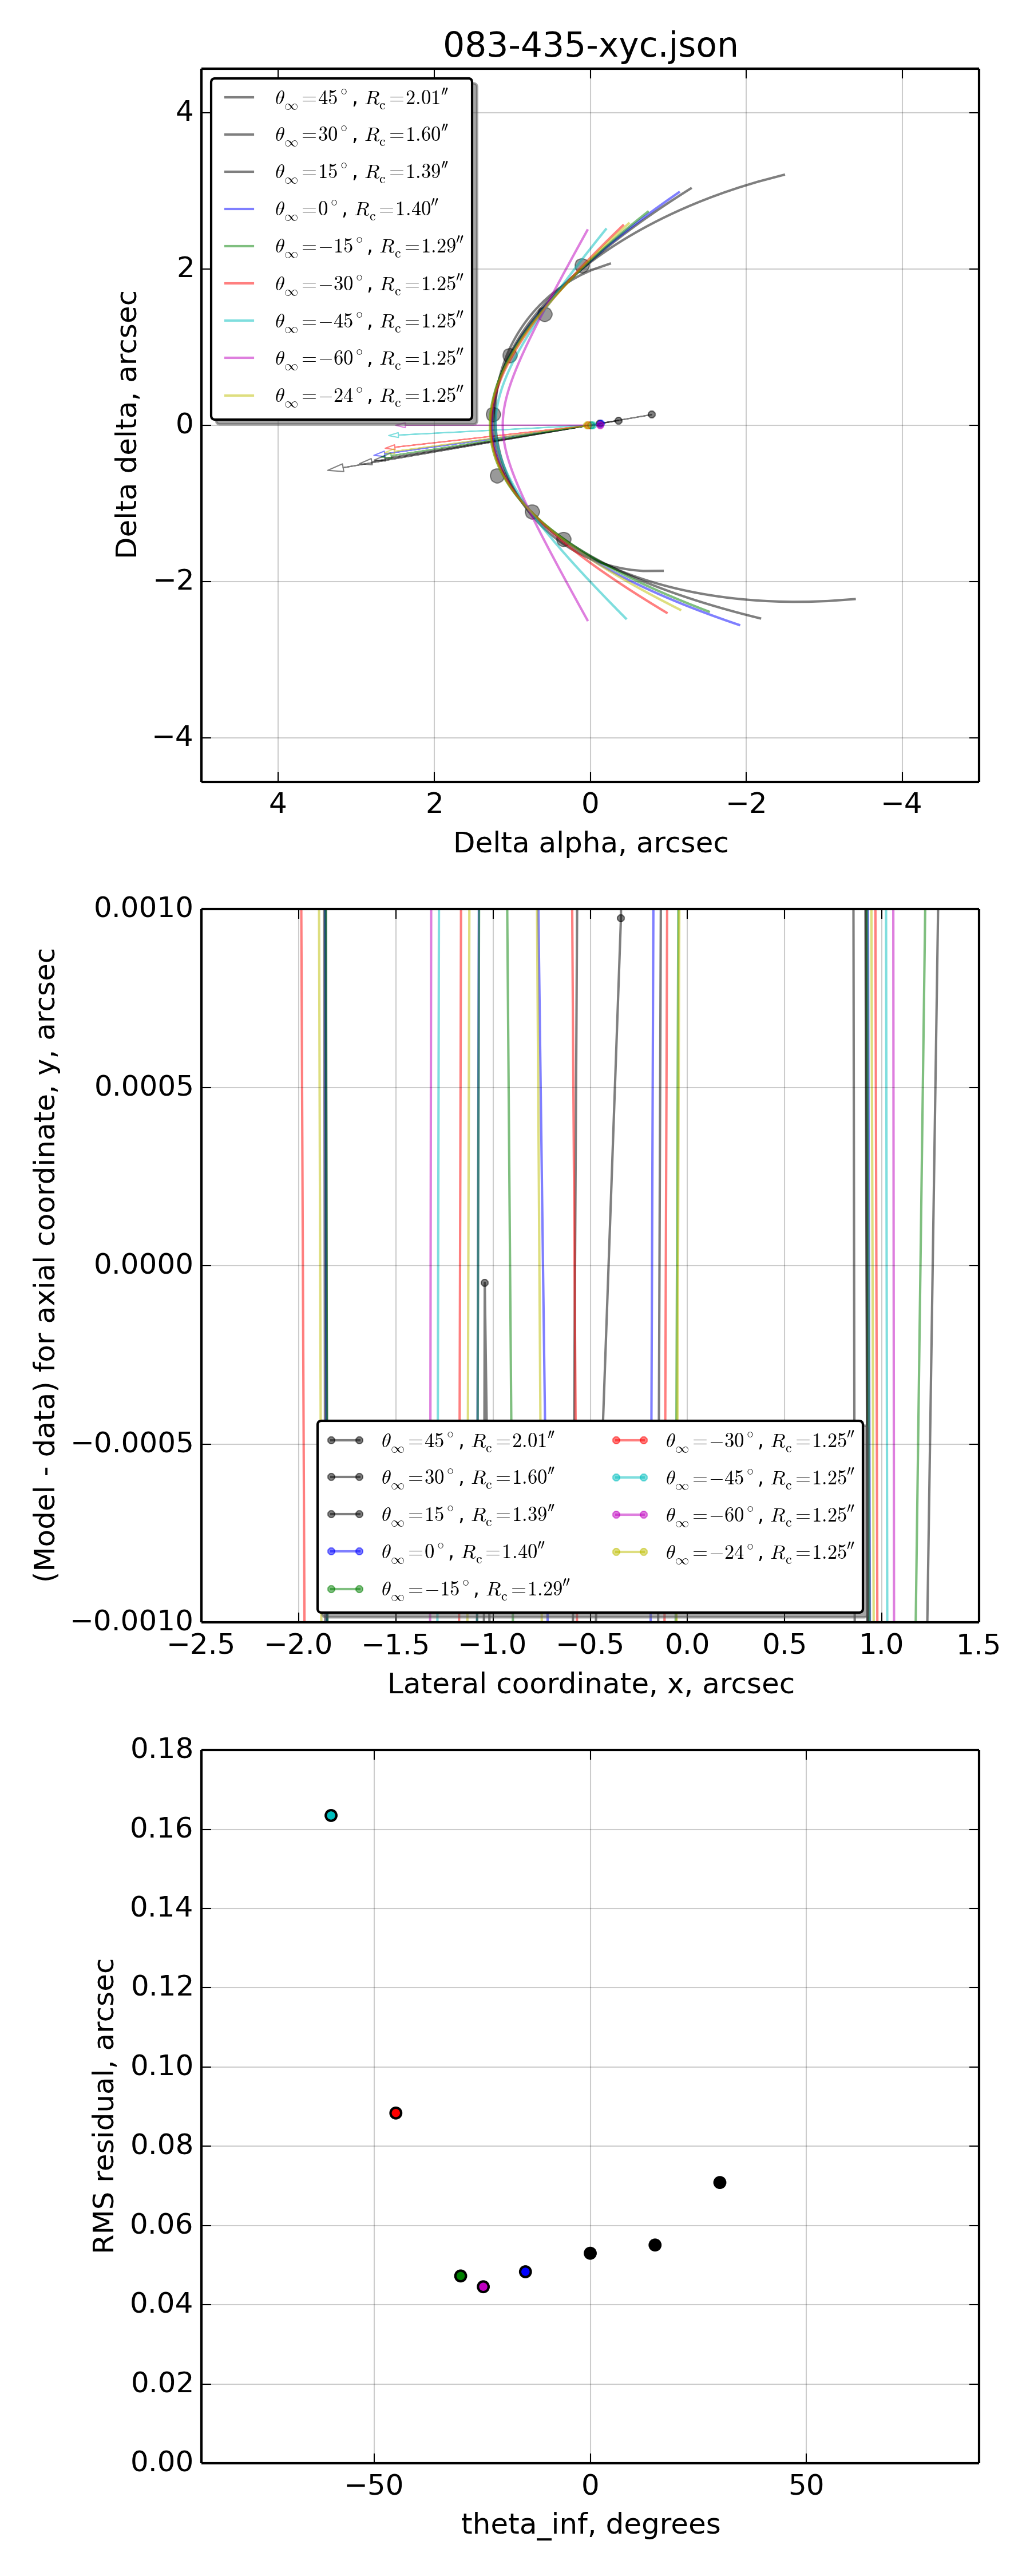 083-435-xyc.json
θ∞=45°, Rc=2.01″
θ∞=30°, Rc=1.60″
θ∞=15°, Rc=1.39″
θ∞=0°, Rc=1.40″
θ∞=−15°, Rc=1.29″
θ∞=−30°, Rc=1.25″
θ∞=−45°, Rc=1.25″
θ∞=−60°, Rc=1.25″
θ∞=−24°, Rc=1.25″
Delta delta, arcsec
4
2
0
−2
−4
4 2 0 −2 −4
Delta alpha, arcsec
(Model - data) for axial coordinate, y, arcsec
0.0010
0.0005
0.0000
−0.0005
−0.0010
θ∞=45°, Rc=2.01″
θ∞=30°, Rc=1.60″
θ∞=15°, Rc=1.39″
θ∞=0°, Rc=1.40″
θ∞=−15°, Rc=1.29″
θ∞=−30°, Rc=1.25″
θ∞=−45°, Rc=1.25″
θ∞=−60°, Rc=1.25″
θ∞=−24°, Rc=1.25″
−2.5 −2.0 −1.5 −1.0 −0.5 0.0 0.5 1.0 1.5
Lateral coordinate, x, arcsec
RMS residual, arcsec
0.18
0.16
0.14
0.12
0.10
0.08
0.06
0.04
0.02
0.00
−50 0 50
theta_inf, degrees